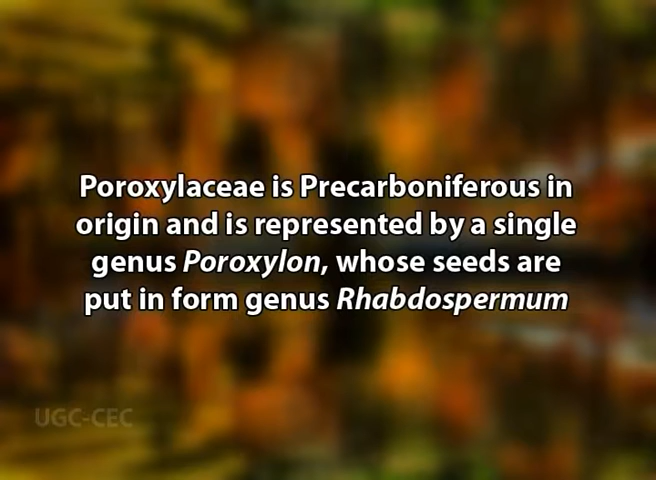 Poroxylaceae is Precarboniferous in
origin and is represented by a single
genus Poroxylon, whose seeds are
put in form genus Rhabdospermum
UGC-CEC